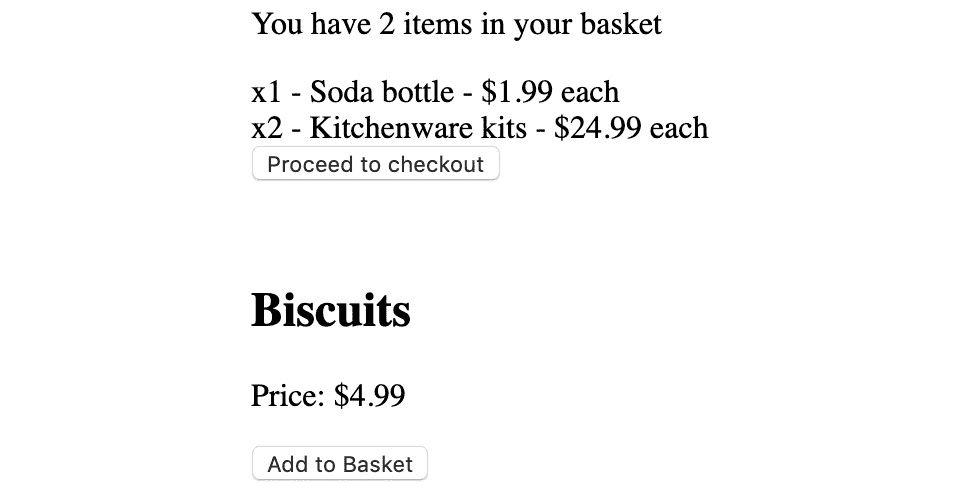 You have 2 items in your basket
x1 - Soda bottle - $1.99 each
x2 - Kitchenware kits - $24.99 each
Proceed to checkout
Biscuits
Price: $4.99
Add to Basket